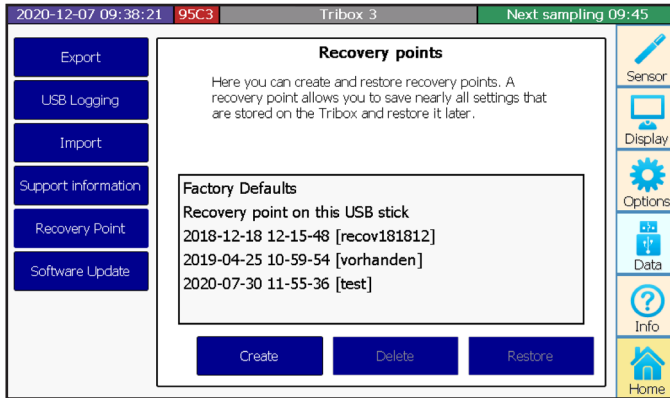 2020-12-07 09:38:21 95C3 Tribox 3 Next sampling 09:45
Export
USB Logging
Import
Support information
Recovery Point
Software Update
Recovery points
Here you can create and restore recovery points. A
recovery point allows you to save nearly all settings that
are stored on the Tribox and restore it later.
Factory Defaults
Recovery point on this USB stick
2018-12-18 12-15-48 [recov181812]
2019-04-25 10-59-54 [vorhanden]
2020-07-30 11-55-36 [test]
Create Delete Restore
Sensor
Display
Options
Data
Info
Home